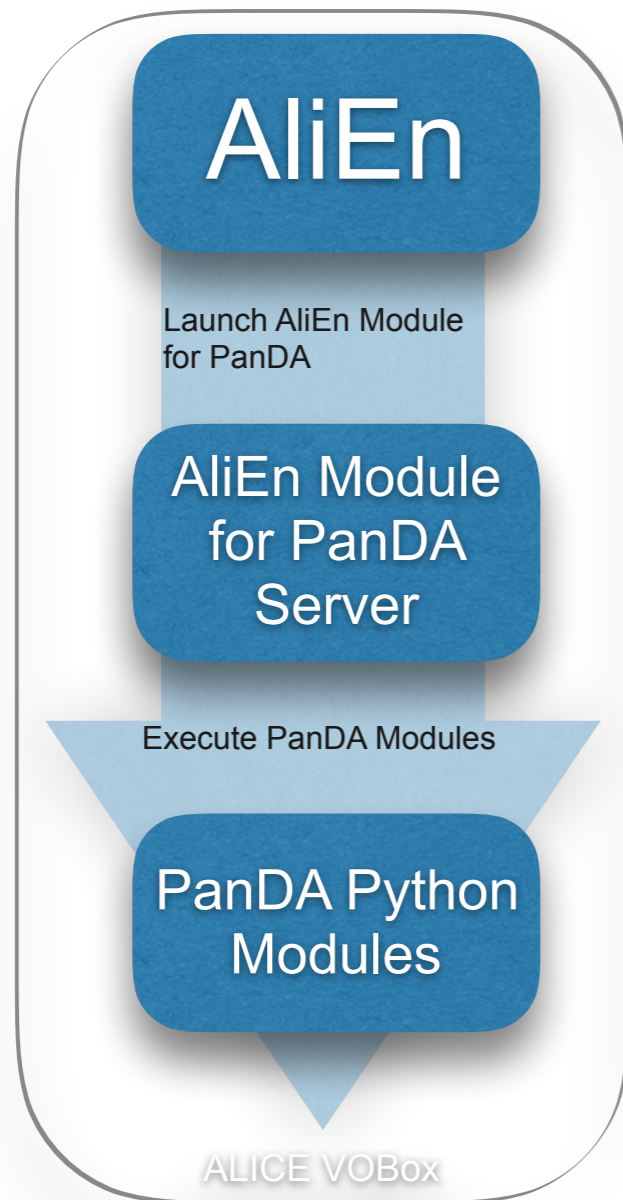 AliEn
Launch AliEn Module
for PanDA
AliEn Module
for PanDA
Server
Execute PanDA Modules
PanDA Python
Modules
ALICE VOBox